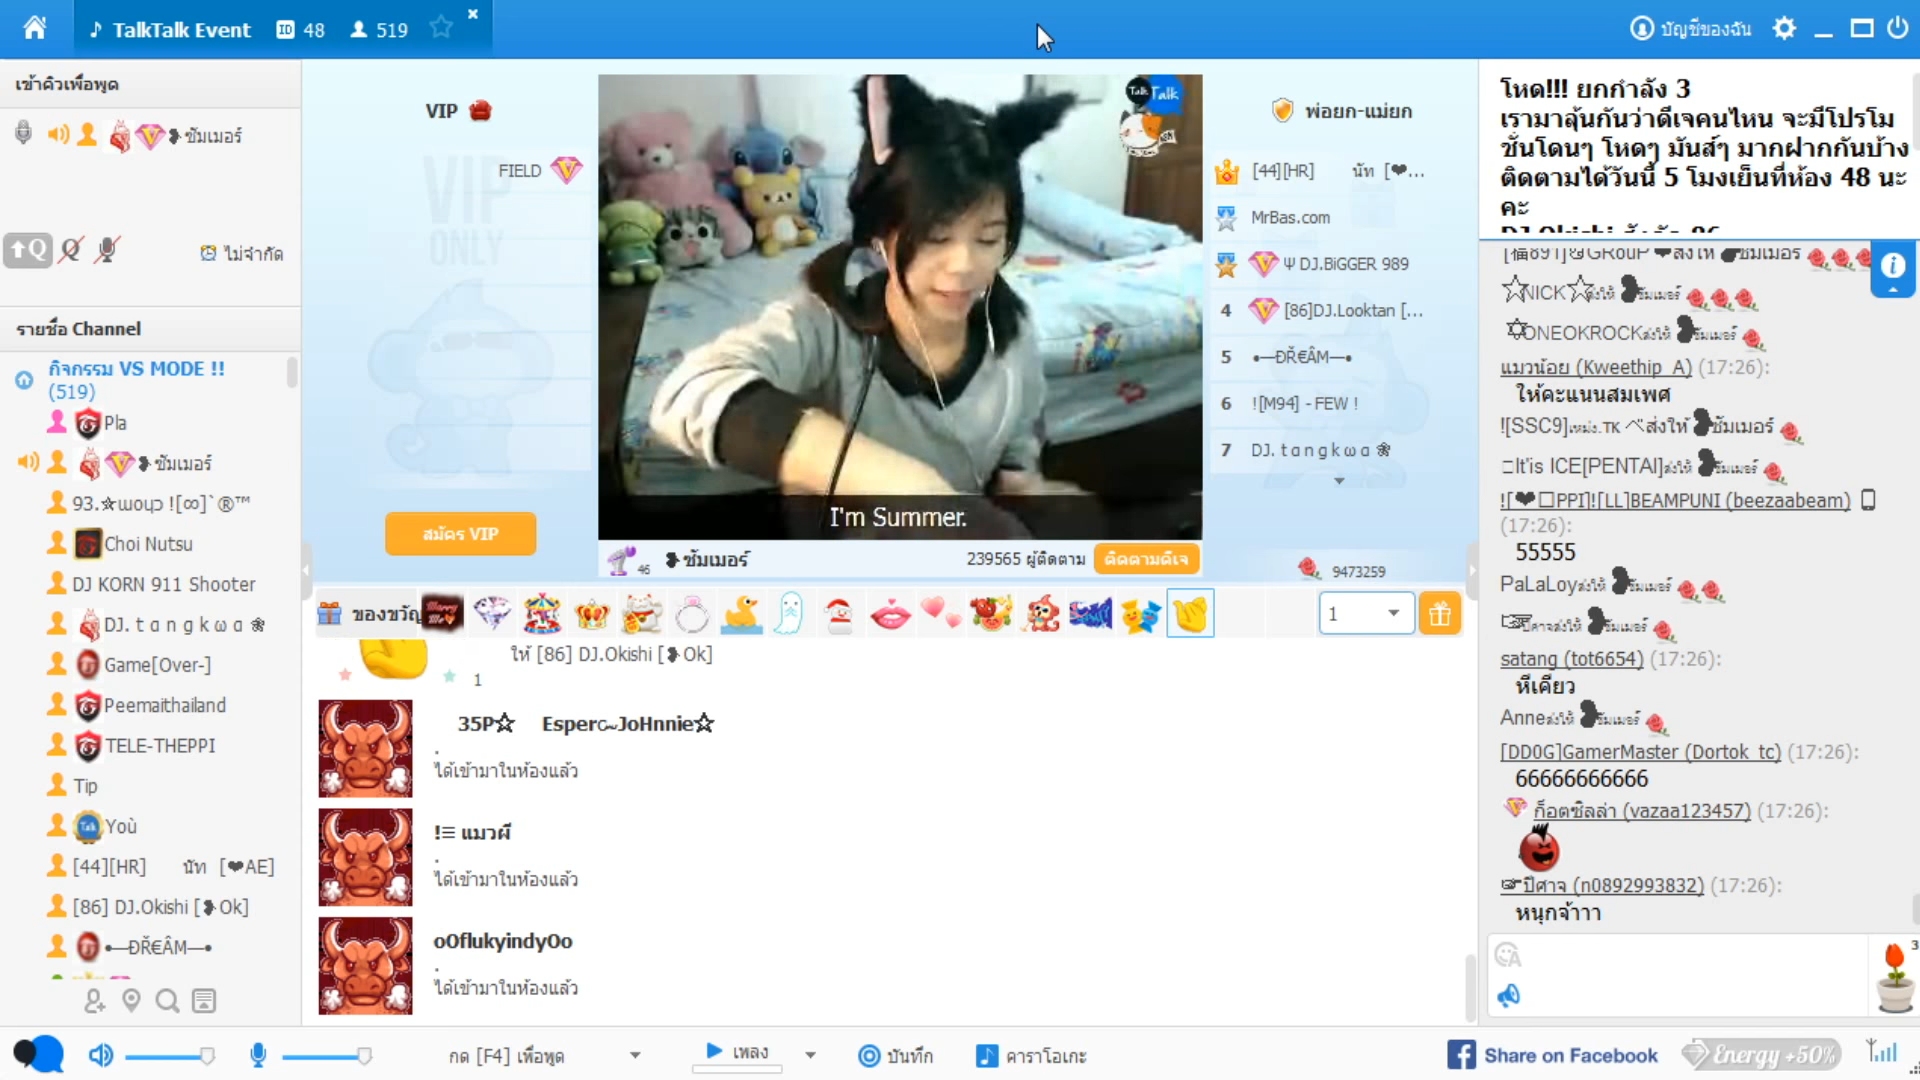 TalkTalk Event 48 519
บัญชีของฉัน
เข้าคิวเพื่อพูด
ซัมเมอร์
Q
ไม่จำกัด
รายชื่อ Channel
กิจกรรม VS MODE !!
(519)
Pla
ซัมเมอร์
Choi Nutsu
DJ KORN 911 Shooter
DJ. t a n g k ω a ❀
Game[Over-]
Peemaithailand
TELE-THEPPI
Tip
Yoù
[44][HR] นัท [❤AE]
[86] DJ.Okishi [❥Ok]
•—ĐŘ€ÂM—•
VIP
VIP
ONLY
FIELD
สมัคร VIP
Talk Talk
I'm Summer.
46 ❥ซัมเมอร์ 239565 ผู้ติดตาม ติดตามดีเจ
พ่อยก-แม่ยก
[44][HR] นัท [❤...
MrBas.com
Ψ DJ.BiGGER 989
4 [86]DJ.Looktan [...
5 •—ĐŘ€ÂM—•
6 ![M94] - FEW !
7 DJ. t a n g k ω a ❀
9473259
ของขวัญ
1
ให้ [86] DJ.Okishi [❥Ok]
1
35P☆ Esperc~JoHnnie☆
.
ได้เข้ามาในห้องแล้ว
!≡ แมวผี
.
ได้เข้ามาในห้องแล้ว
oOflukyindyOo
.
ได้เข้ามาในห้องแล้ว
โหด!!! ยกกำลัง 3
เรามาลุ้นกันว่าดีเจคนไหน จะมีโปรโม
ชั่นโดนๆ โหดๆ มันส์ๆ มากฝากกันบ้าง
ติดตามได้วันนี้ 5 โมงเย็นที่ห้อง 48 นะ
คะ
☆NICK☆ส่งให้ ❥ซัมเมอร์
✡ONEOKROCKส่งให้ ❥ซัมเมอร์
แมวน้อย (Kweethip_A) (17:26):
ให้คะแนนสมเพศ
ส่งให้ ❥ซัมเมอร์
□It'is ICE[PENTAI]ส่งให้ ❥ซัมเมอร์
![❤□PPI]![LL]BEAMPUNI (beezaabeam)
(17:26):
55555
PaLaLoyส่งให้ ❥ซัมเมอร์
☞ปีศาจส่งให้ ❥ซัมเมอร์
satang (tot6654) (17:26):
หีเดียว
Anneส่งให้ ❥ซัมเมอร์
[DD0G]GamerMaster (Dortok_tc) (17:26):
66666666666
ก็อตซิลล่า (vazaa123457) (17:26):
☞ปีศาจ (n0892993832) (17:26):
หนุกจ้าาา
3
กด [F4] เพื่อพูด เพลง บันทึก คาราโอเกะ
Share on Facebook Energy +50%